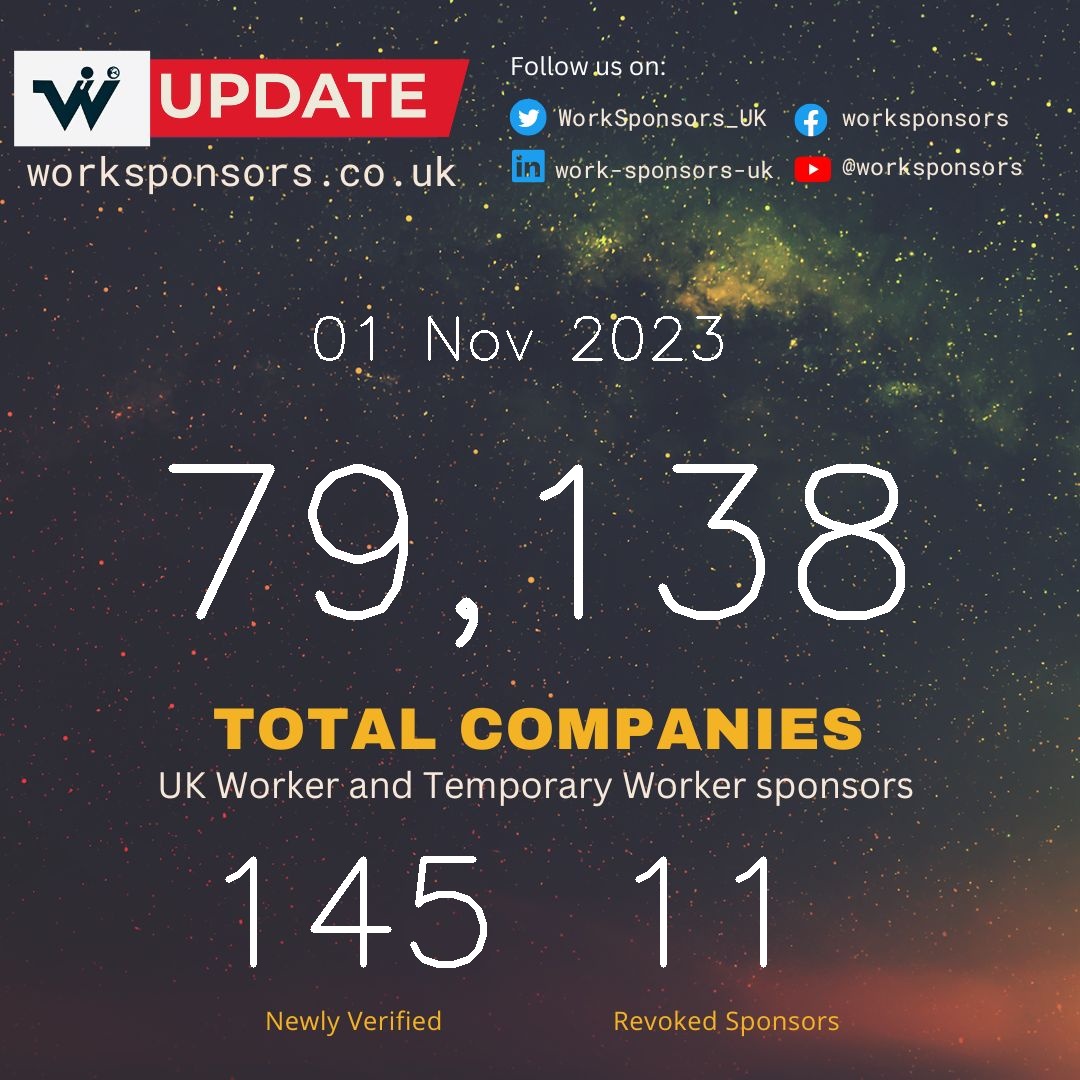 UPDATE
worksponsors.co.uk
Follow us on:
WorkSponsors_UK
worksponsors
work-sponsors-uk
@worksponsors
01 Nov 2023
79,138
TOTAL COMPANIES
UK Worker and Temporary Worker sponsors
145 11
Newly Verified Revoked Sponsors